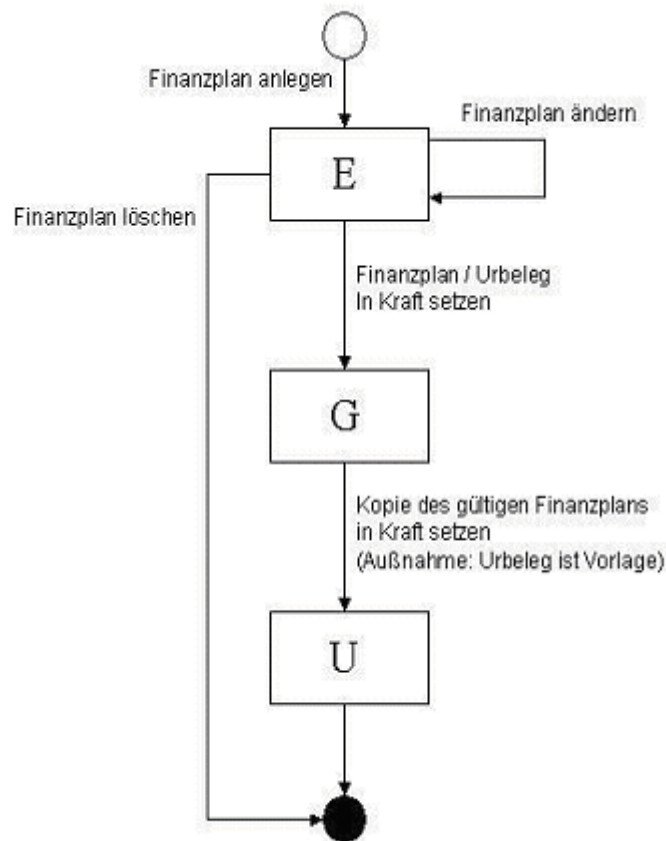 Finanzplan anlegen
Finanzplan ändern
E
Finanzplan löschen
Finanzplan / Urbeleg
In Kraft setzen
G
Kopie des gültigen Finanzplans
in Kraft setzen
(Außnahme: Urbeleg ist Vorlage)
U